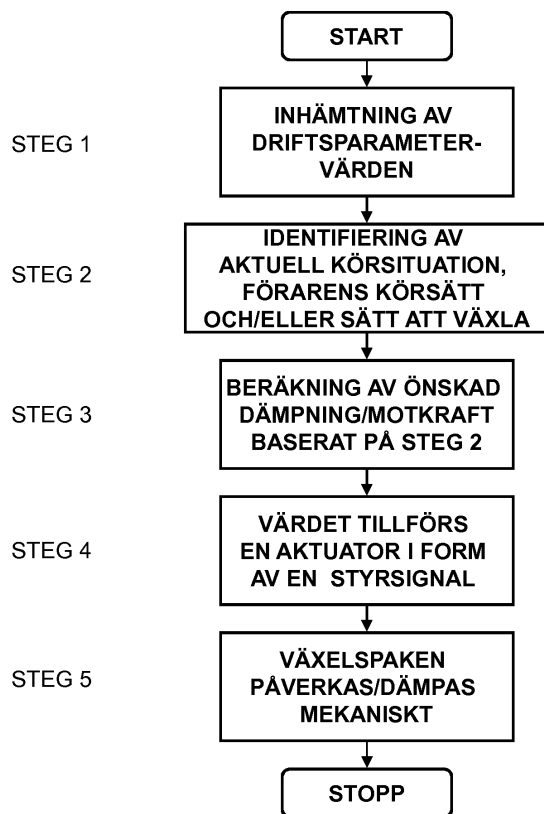 START
STEG 1
INHÄMTNING AV
DRIFTSPARAMETER-
VÄRDEN
STEG 2
IDENTIFIERING AV
AKTUELL KÖRSITUATION,
FÖRARENS KÖRSÄTT
OCH/ELLER SÄTT ATT VÄXLA
STEG 3
BERÄKNING AV ÖNSKAD
DÄMPNING/MOTKRAFT
BASERAT PÅ STEG 2
STEG 4
VÄRDET TILLFÖRS
EN AKTUATOR I FORM
AV EN STYRSIGNAL
STEG 5
VÄXELSPAKEN
PÅVERKAS/DÄMPAS
MEKANISKT
STOPP